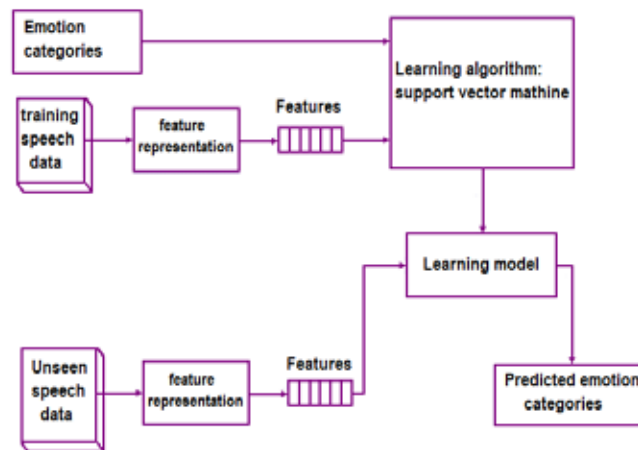 Emotion
categories
Learning algorithm:
support vector mathine
training
speech
data
feature
representation
Features
Learning model
Unseen
speech
data
feature
representation
Features
Predicted emotion
categories